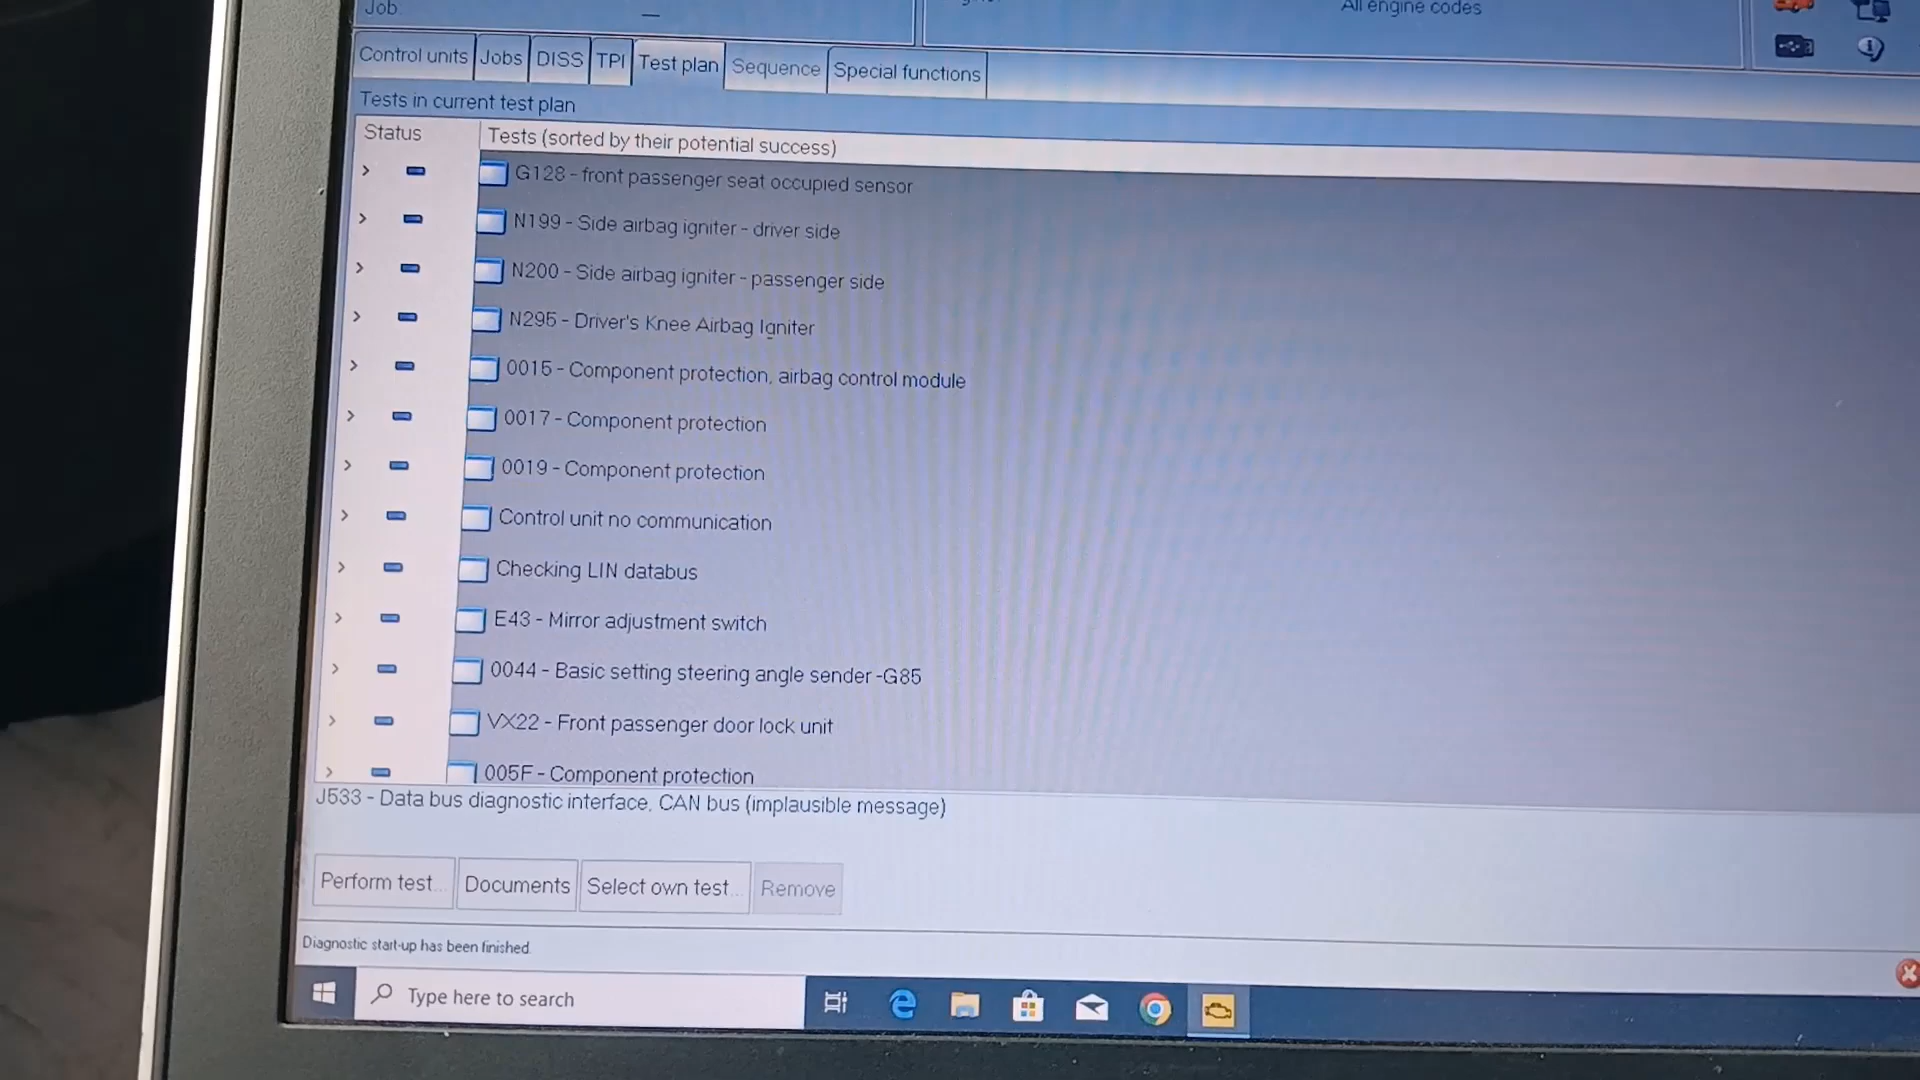 Job
All engine codes
Control units Jobs DISS TPI Test plan Sequence Special functions
Tests in current test plan
Status Tests (sorted by their potential success)
G128 - front passenger seat occupied sensor
N199 - Side airbag igniter - driver side
N200 - Side airbag igniter - passenger side
N295 - Driver's Knee Airbag Igniter
0015 - Component protection, airbag control module
0017 - Component protection
0019 - Component protection
Control unit no communication
Checking LIN databus
E43 - Mirror adjustment switch
0044 - Basic setting steering angle sender -G85
VX22 - Front passenger door lock unit
005F - Component protection
J533 - Data bus diagnostic interface, CAN bus (implausible message)
Perform test... Documents Select own test... Remove
Diagnostic start-up has been finished.
Type here to search